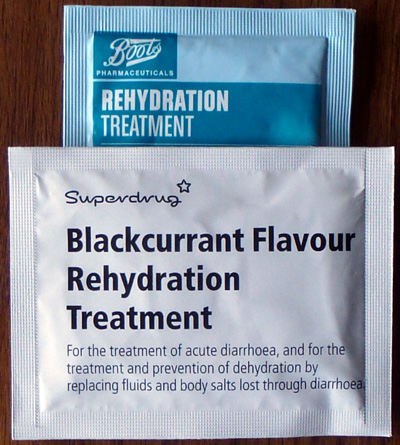 Boots
PHARMACEUTICALS
REHYDRATION
TREATMENT
Superdrug
Blackcurrant Flavour
Rehydration
Treatment
For the treatment of acute diarrhoea, and for the
treatment and prevention of dehydration by
replacing fluids and body salts lost through diarrhoea.